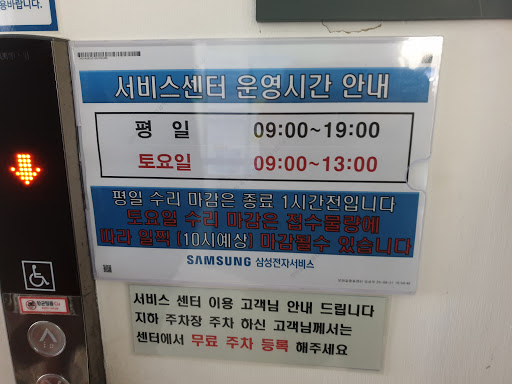 용바랍니다.
서비스센터 운영시간 안내
평 일 09:00~19:00
토요일 09:00~13:00
평일 수리 마감은 종료 1시간전입니다
토요일 수리 마감은 접수물량에
따라 일찍 (10시예상) 마감될수 있습니다
SAMSUNG 삼성전자서비스
서비스 센터 이용 고객님 안내 드립니다
지하 주차장 주차 하신 고객님께서는
센터에서 무료 주차 등록 해주세요